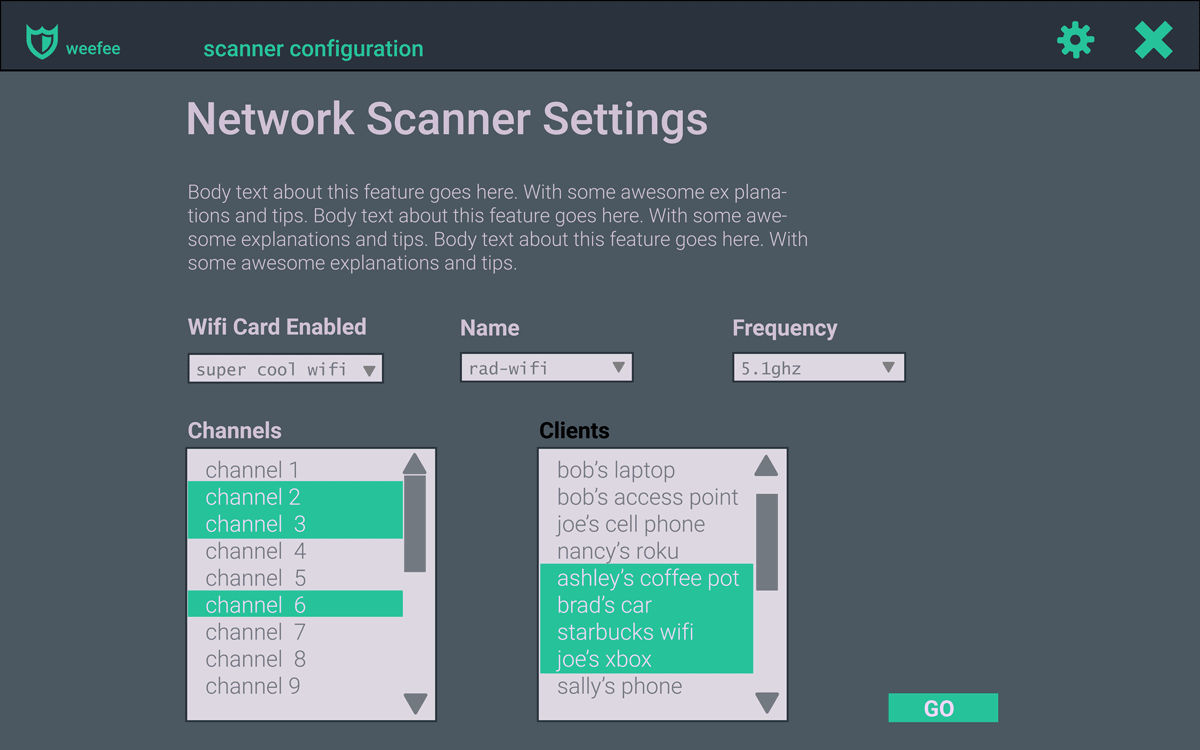 weefee
scanner configuration
Network Scanner Settings
Body text about this feature goes here. With some awesome ex plana-
tions and tips. Body text about this feature goes here. With some awe-
some explanations and tips. Body text about this feature goes here. With
some awesome explanations and tips.
Wifi Card Enabled
Name
Frequency
super cool wifi
rad-wifi
5.1ghz
Channels
channel 1
channel 2
channel 3
channel 4
channel 5
channel 6
channel 7
channel 8
channel 9
Clients
bob's laptop
bob's access point
joe's cell phone
nancy's roku
ashley's coffee pot
brad's car
starbucks wifi
joe's xbox
sally's phone
GO